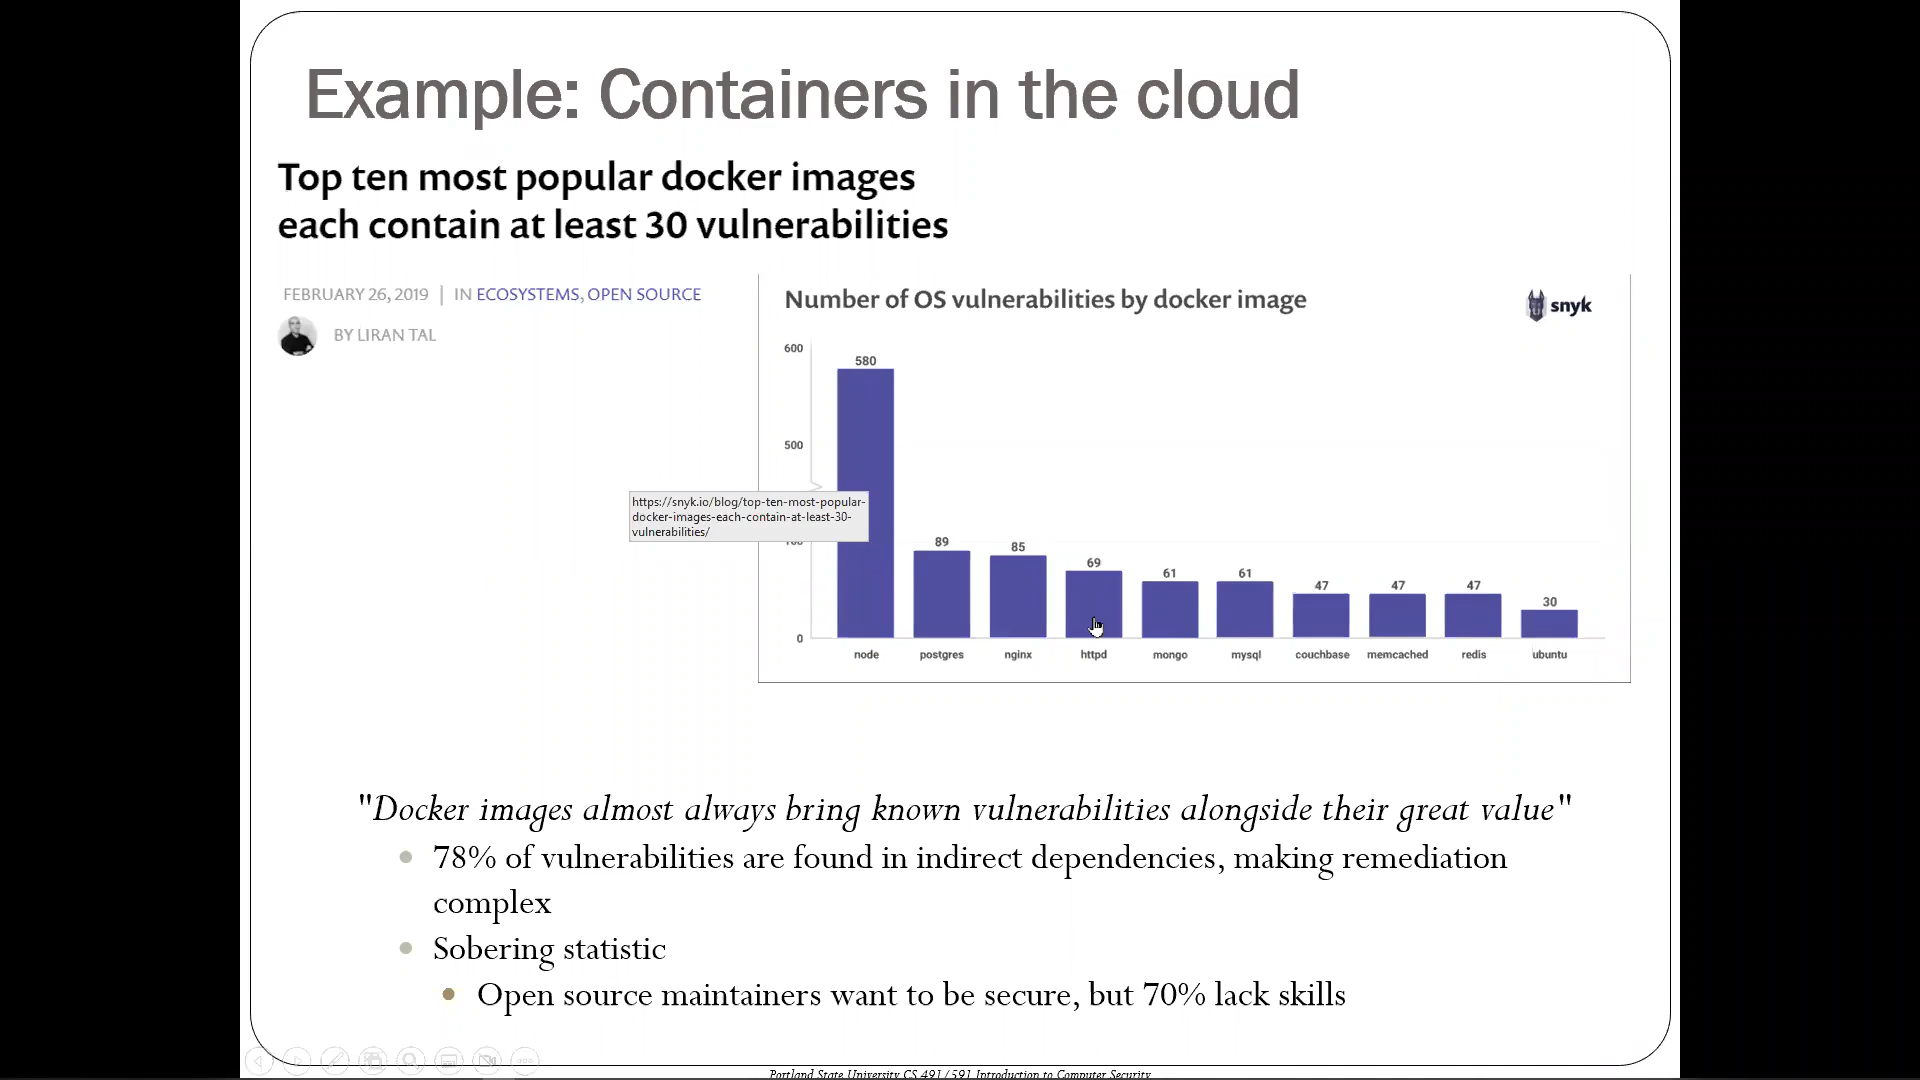 Example: Containers in the cloud
Top ten most popular docker images
each contain at least 30 vulnerabilities
FEBRUARY 26, 2019 | IN ECOSYSTEMS, OPEN SOURCE
BY LIRAN TAL
Number of OS vulnerabilities by docker image
snyk
600
580
500
https://snyk.io/blog/top-ten-most-popular-
docker-images-each-contain-at-least-30-
vulnerabilities/
89
85
69
61
61
47
47
47
30
0
node postgres nginx httpd mongo mysql couchbase memcached redis ubuntu
"Docker images almost always bring known vulnerabilities alongside their great value"
78% of vulnerabilities are found in indirect dependencies, making remediation
complex
Sobering statistic
Open source maintainers want to be secure, but 70% lack skills
Portland State University CS 491/591 Introduction to Computer Security